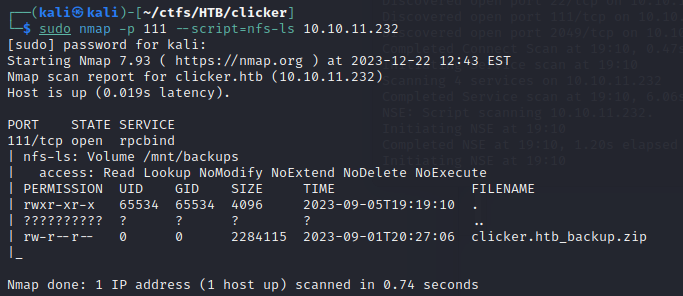 ┌──(kali㉿kali)-[~/ctfs/HTB/clicker]
└─$ sudo nmap -p 111 --script=nfs-ls 10.10.11.232
[sudo] password for kali:
Starting Nmap 7.93 ( https://nmap.org ) at 2023-12-22 12:43 EST
Nmap scan report for clicker.htb (10.10.11.232)
Host is up (0.019s latency).

PORT    STATE SERVICE
111/tcp open  rpcbind
| nfs-ls: Volume /mnt/backups
|   access: Read Lookup NoModify NoExtend NoDelete NoExecute
| PERMISSION  UID    GID    SIZE     TIME                 FILENAME
| rwxr-xr-x   65534  65534  4096     2023-09-05T19:19:10  .
| ??????????  ?      ?      ?        ?                    ..
| rw-r--r--   0      0      2284115  2023-09-01T20:27:06  clicker.htb_backup.zip
|_

Nmap done: 1 IP address (1 host up) scanned in 0.74 seconds